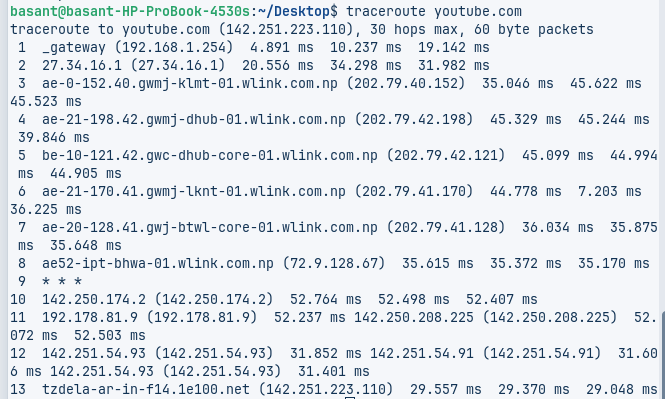 basant@basant-HP-ProBook-4530s:~/Desktop$ traceroute youtube.com
traceroute to youtube.com (142.251.223.110), 30 hops max, 60 byte packets
 1  _gateway (192.168.1.254)  4.891 ms  10.237 ms  19.142 ms
 2  27.34.16.1 (27.34.16.1)  20.556 ms  34.298 ms  31.982 ms
 3  ae-0-152.40.gwmj-klmt-01.wlink.com.np (202.79.40.152)  35.046 ms  45.622 ms
45.523 ms
 4  ae-21-198.42.gwmj-dhub-01.wlink.com.np (202.79.42.198)  45.329 ms  45.244 ms
 39.846 ms
 5  be-10-121.42.gwc-dhub-core-01.wlink.com.np (202.79.42.121)  45.099 ms  44.994
 ms  44.905 ms
 6  ae-21-170.41.gwmj-lknt-01.wlink.com.np (202.79.41.170)  44.778 ms  7.203 ms
36.225 ms
 7  ae-20-128.41.gwj-btwl-core-01.wlink.com.np (202.79.41.128)  36.034 ms  35.875
ms  35.648 ms
 8  ae52-ipt-bhwa-01.wlink.com.np (72.9.128.67)  35.615 ms  35.372 ms  35.170 ms
 9  * * *
10  142.250.174.2 (142.250.174.2)  52.764 ms  52.498 ms  52.407 ms
11  192.178.81.9 (192.178.81.9)  52.237 ms 142.250.208.225 (142.250.208.225)  52.
072 ms  52.503 ms
12  142.251.54.93 (142.251.54.93)  31.852 ms 142.251.54.91 (142.251.54.91)  31.60
6 ms 142.251.54.93 (142.251.54.93)  31.401 ms
13  tzdela-ar-in-f14.1e100.net (142.251.223.110)  29.557 ms  29.370 ms  29.048 ms